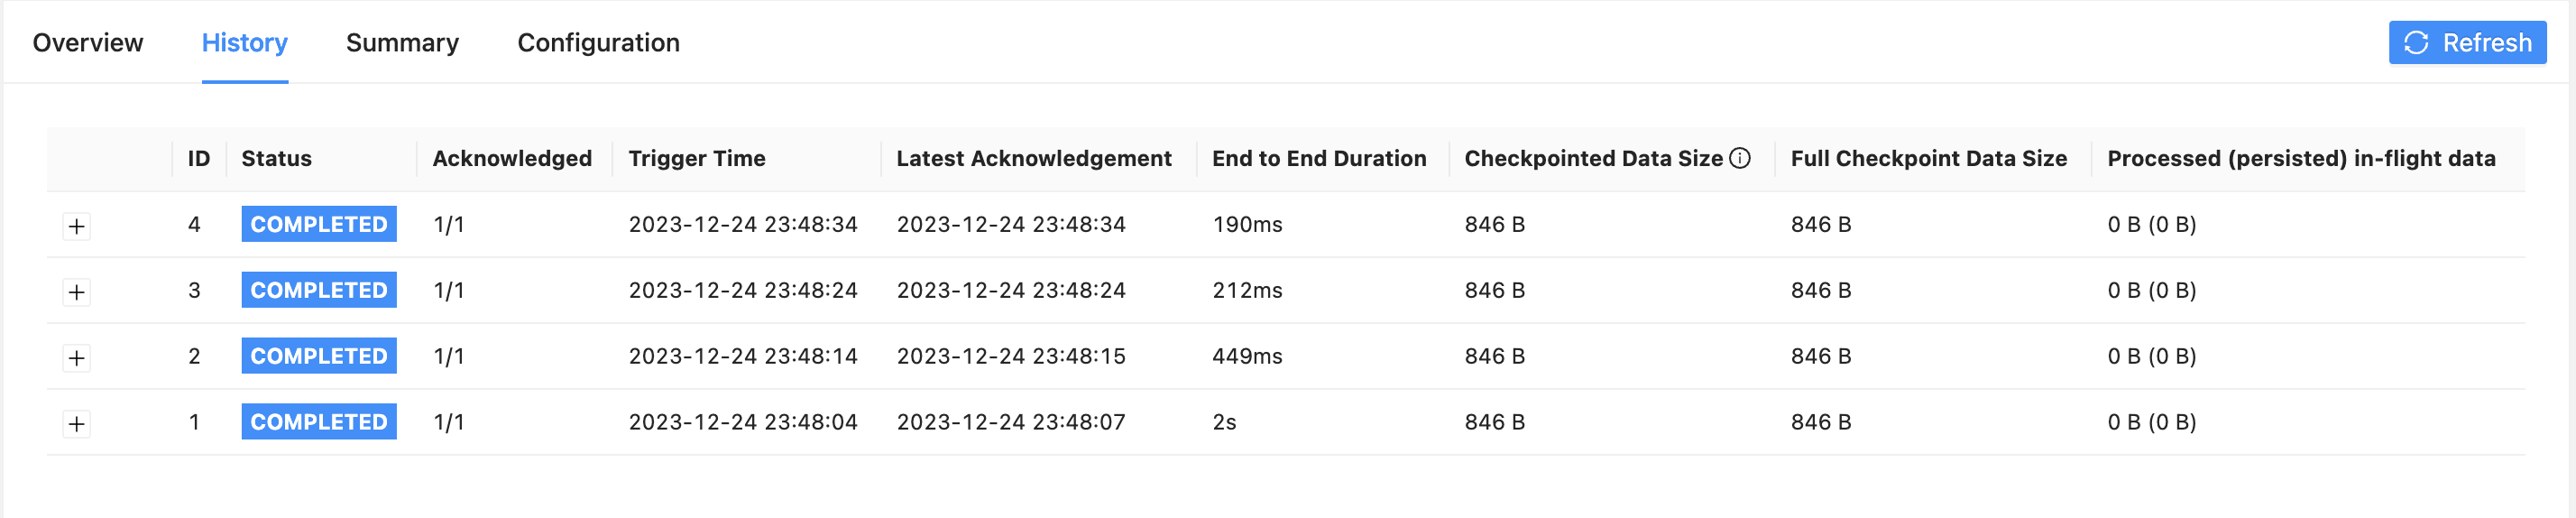 Overview History Summary Configuration Refresh
ID Status Acknowledged Trigger Time Latest Acknowledgement End to End Duration Checkpointed Data Size Full Checkpoint Data Size Processed (persisted) in-flight data
4 COMPLETED 1/1 2023-12-24 23:48:34 2023-12-24 23:48:34 190ms 846 B 846 B 0 B (0 B)
3 COMPLETED 1/1 2023-12-24 23:48:24 2023-12-24 23:48:24 212ms 846 B 846 B 0 B (0 B)
2 COMPLETED 1/1 2023-12-24 23:48:14 2023-12-24 23:48:15 449ms 846 B 846 B 0 B (0 B)
1 COMPLETED 1/1 2023-12-24 23:48:04 2023-12-24 23:48:07 2s 846 B 846 B 0 B (0 B)